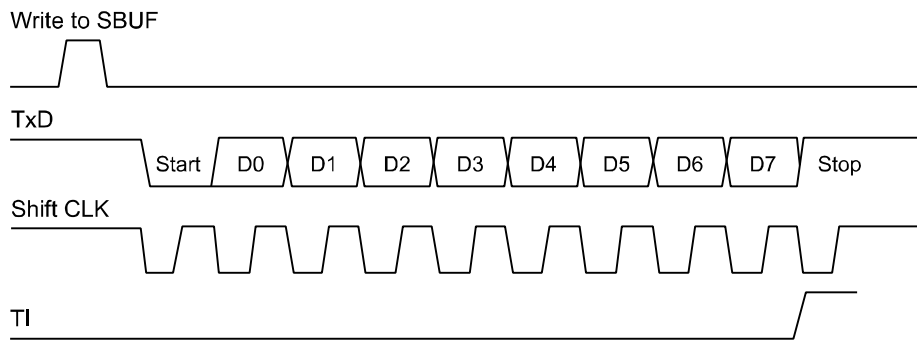 Write to SBUF
TxD
Start D0 D1 D2 D3 D4 D5 D6 D7 Stop
Shift CLK
TI